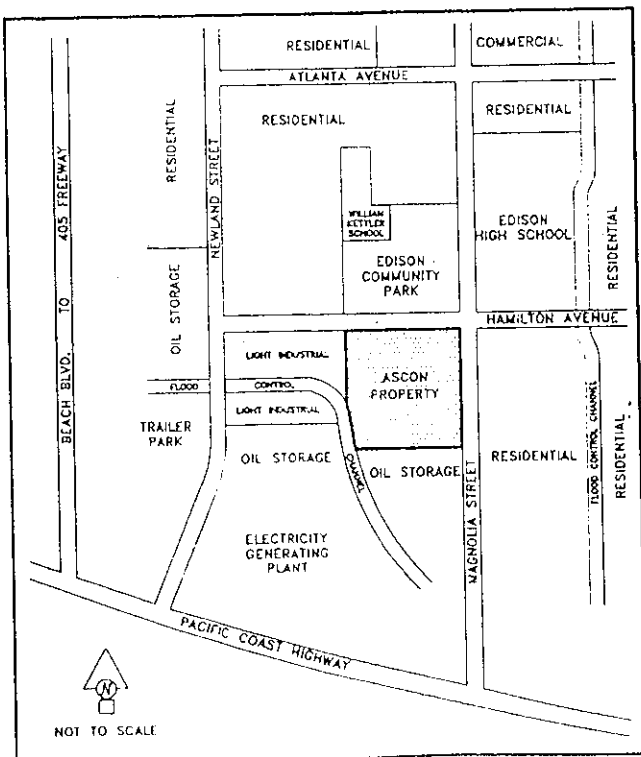 RESIDENTIAL
COMMERCIAL
ATLANTA AVENUE
RESIDENTIAL
RESIDENTIAL
RESIDENTIAL
NEWLAND STREET
BEACH BLVD. TO 405 FREEWAY
WILLIAM
KETTLER
SCHOOL
EDISON
HIGH SCHOOL
RESIDENTIAL
EDISON
COMMUNITY
PARK
OIL STORAGE
HAMILTON AVENUE
LIGHT INDUSTRIAL
ASCON
PROPERTY
FLOOD CONTROL CHANNEL
LIGHT INDUSTRIAL
TRAILER
PARK
OIL STORAGE
OIL STORAGE
RESIDENTIAL
FLOOD CONTROL CHANNEL
RESIDENTIAL
MAGNOLIA STREET
ELECTRICITY
GENERATING
PLANT
PACIFIC COAST HIGHWAY
N
NOT TO SCALE